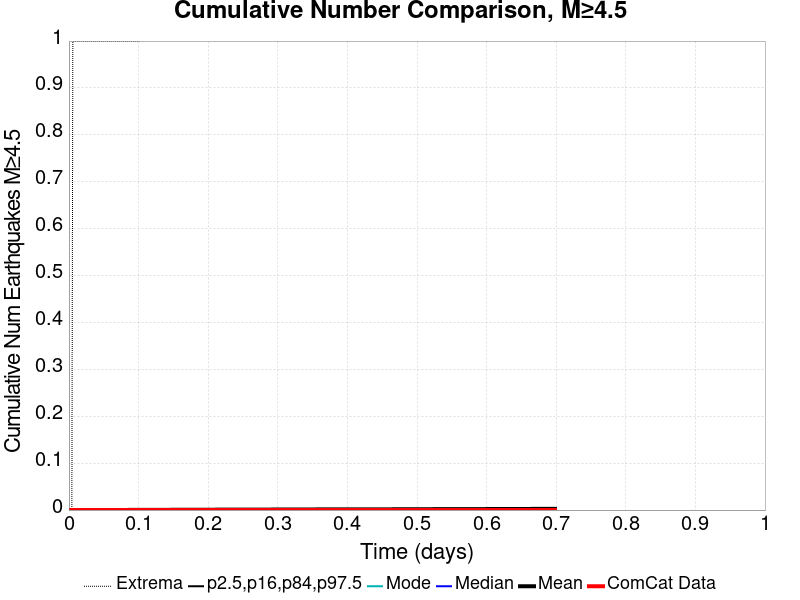 Cumulative Number Comparison, M≥4.5
Cumulative Num Earthquakes M≥4.5
1
0.9
0.8
0.7
0.6
0.5
0.4
0.3
0.2
0.1
0
0 0.1 0.2 0.3 0.4 0.5 0.6 0.7 0.8 0.9 1
Time (days)
Extrema p2.5,p16,p84,p97.5 Mode Median Mean ComCat Data